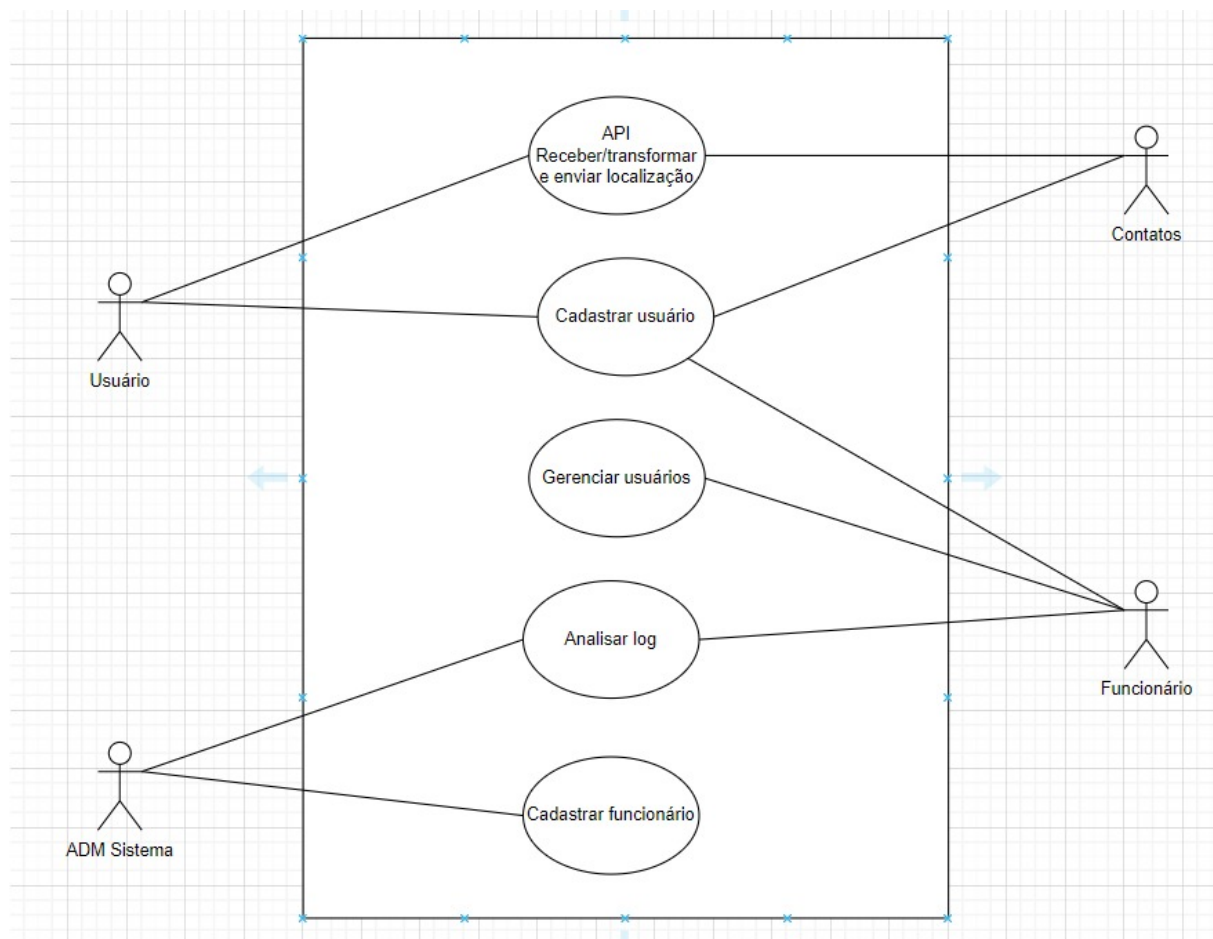 API
Receber/transformar
e enviar localização
Contatos
Cadastrar usuário
Usuário
Gerenciar usuários
Analisar log
Funcionário
Cadastrar funcionário
ADM Sistema